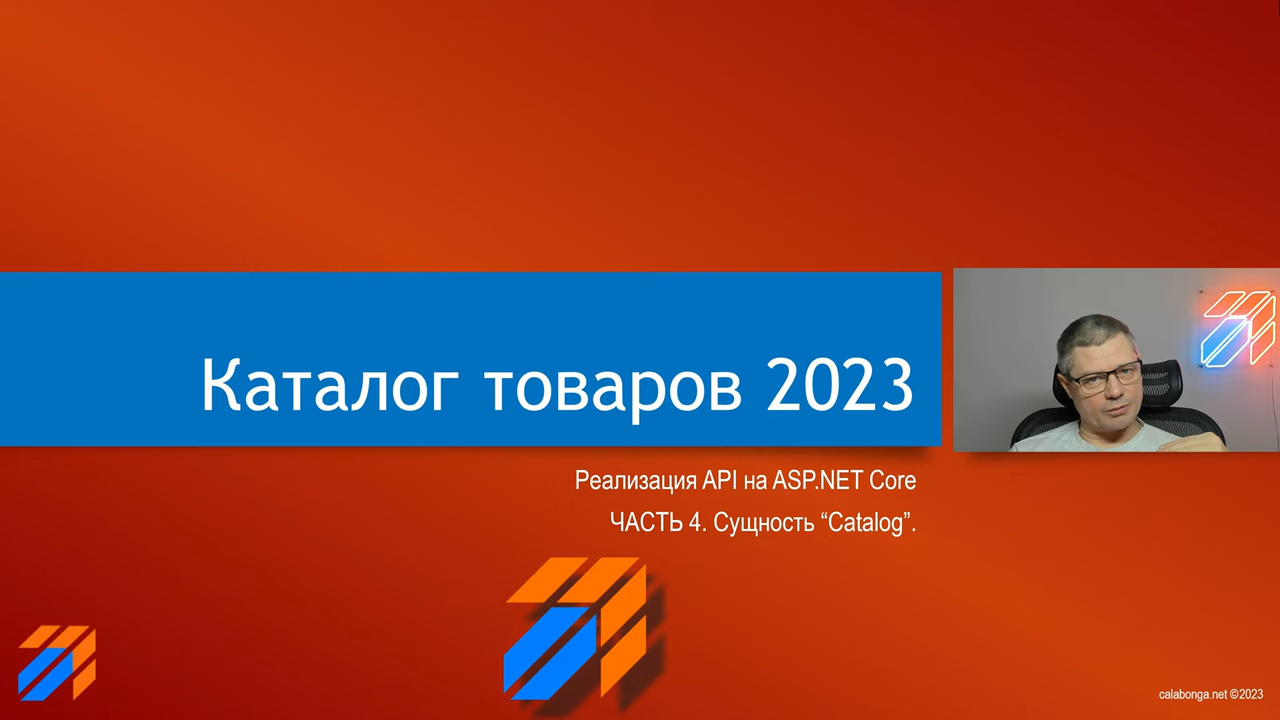 Каталог товаров 2023
Реализация API на ASP.NET Core
ЧАСТЬ 4. Сущность “Catalog”.
calabonga.net ©2023